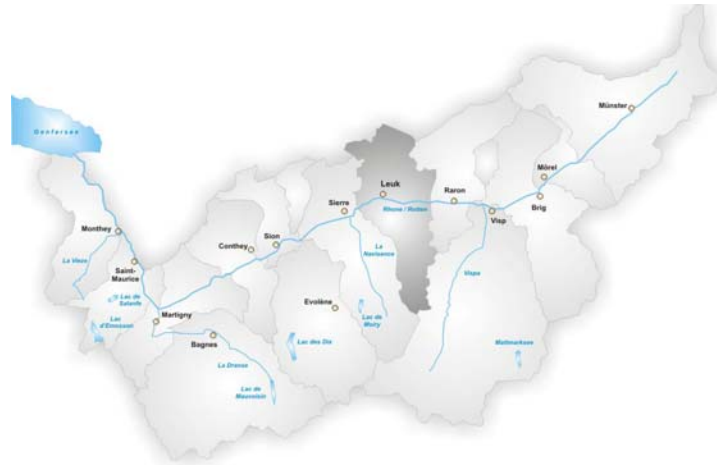 Genfersee
Münster
Mörel
Leuk
Raron
Sierre
Rhone / Rotten
Visp
Brig
Monthey
Sion
Conthey
La Navisence
La Vieze
Saint-
Maurice
Vispa
Lac de
Salanfe
Evolène
Lac
d'Emosson
Martigny
Lac de
Moiry
Bagnes
Lac des Dix
Mattmarksee
La Dranse
Lac de
Mauvoisin